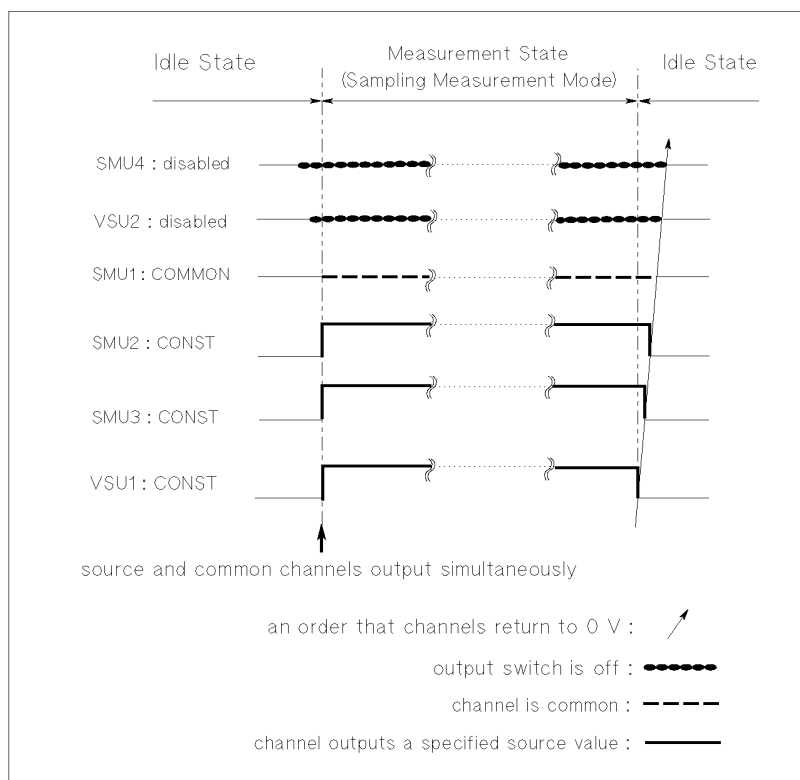 Idle State
Measurement State
(Sampling Measurement Mode)
Idle State
SMU4 : disabled
VSU2 : disabled
SMU1: COMMON
SMU2 : CONST
SMU3 : CONST
VSU1 : CONST
source and common channels output simultaneously
an order that channels return to 0 V :
output switch is off :
channel is common :
channel outputs a specified source value :